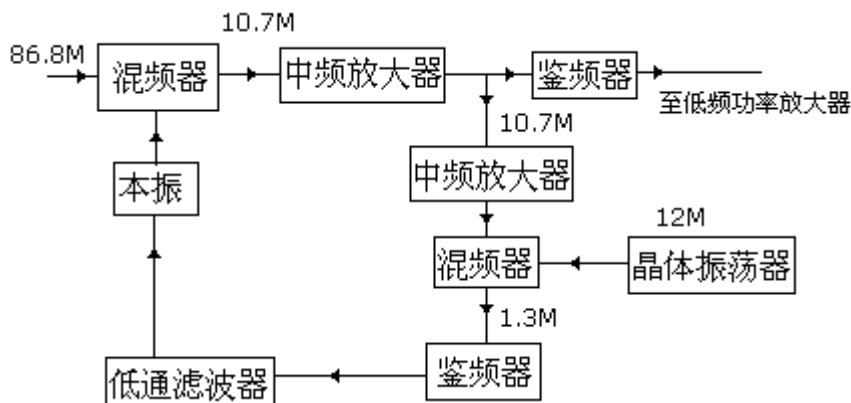 86.8M
混频器
10.7M
中频放大器
鉴频器
至低频功率放大器
10.7M
中频放大器
本振
12M
混频器
晶体振荡器
1.3M
鉴频器
低通滤波器